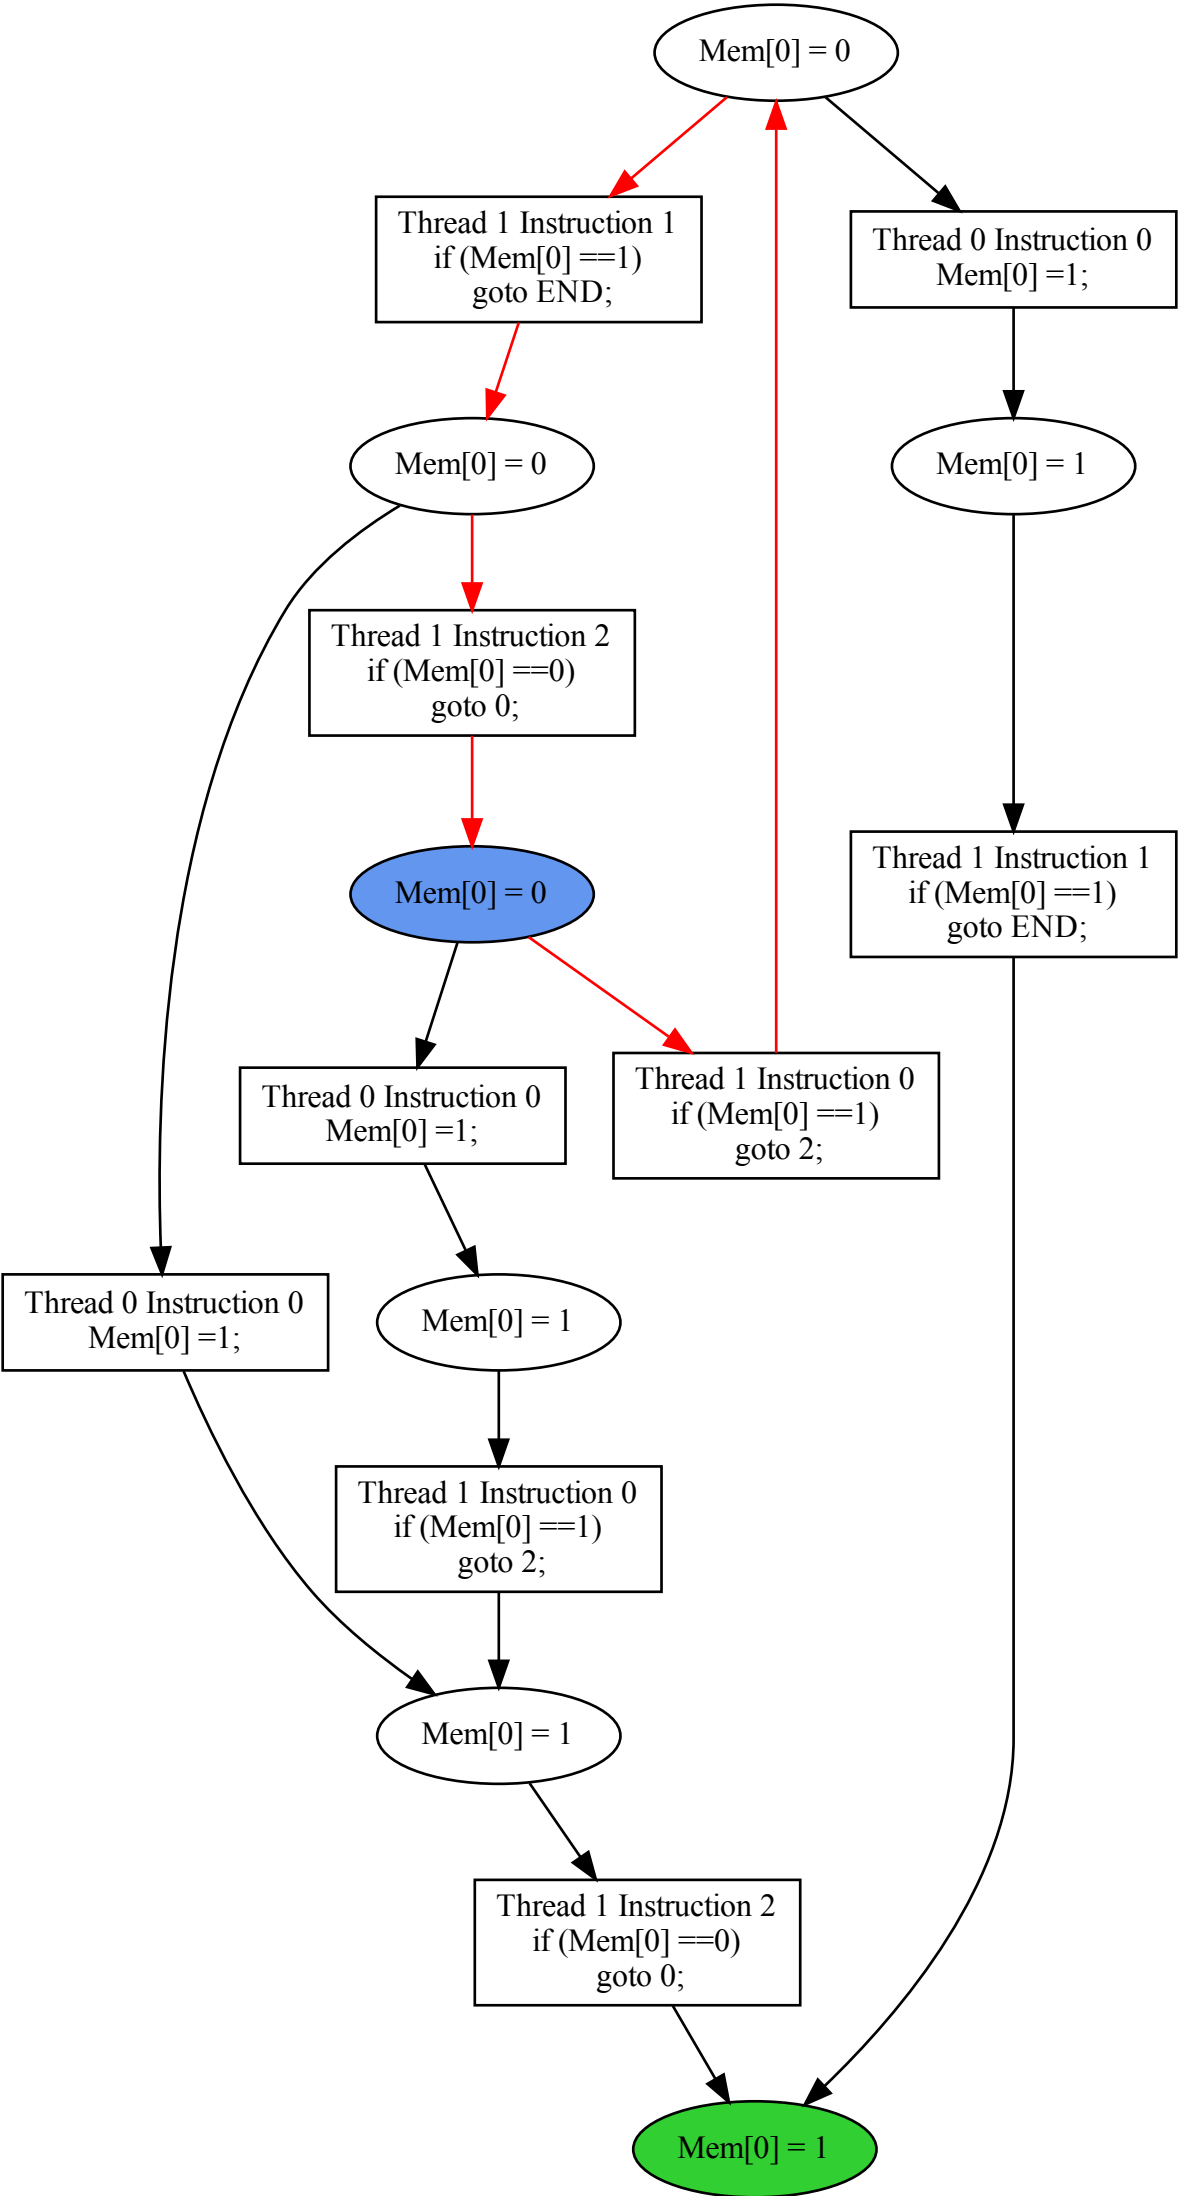 Mem[0] = 0
Thread 1 Instruction 1
if (Mem[0] ==1)
goto END;
Thread 0 Instruction 0
Mem[0] =1;
Mem[0] = 0
Mem[0] = 1
Thread 1 Instruction 2
if (Mem[0] ==0)
goto 0;
Mem[0] = 0
Thread 1 Instruction 1
if (Mem[0] ==1)
goto END;
Thread 0 Instruction 0
Mem[0] =1;
Thread 1 Instruction 0
if (Mem[0] ==1)
goto 2;
Thread 0 Instruction 0
Mem[0] =1;
Mem[0] = 1
Thread 1 Instruction 0
if (Mem[0] ==1)
goto 2;
Mem[0] = 1
Thread 1 Instruction 2
if (Mem[0] ==0)
goto 0;
Mem[0] = 1